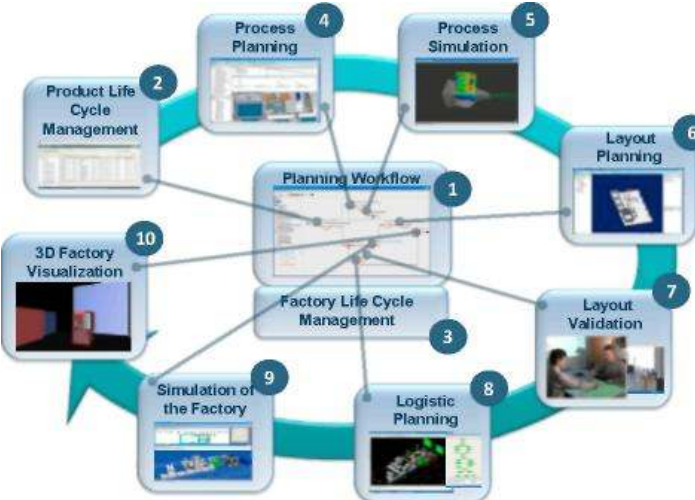 Process
Planning
4
Process
Simulation
5
Product Life
Cycle
Management
2
Layout
Planning
6
Planning Workflow
1
3D Factory
Visualization
10
Factory Life Cycle
Management
3
Layout
Validation
7
Simulation of
the Factory
9
Logistic
Planning
8